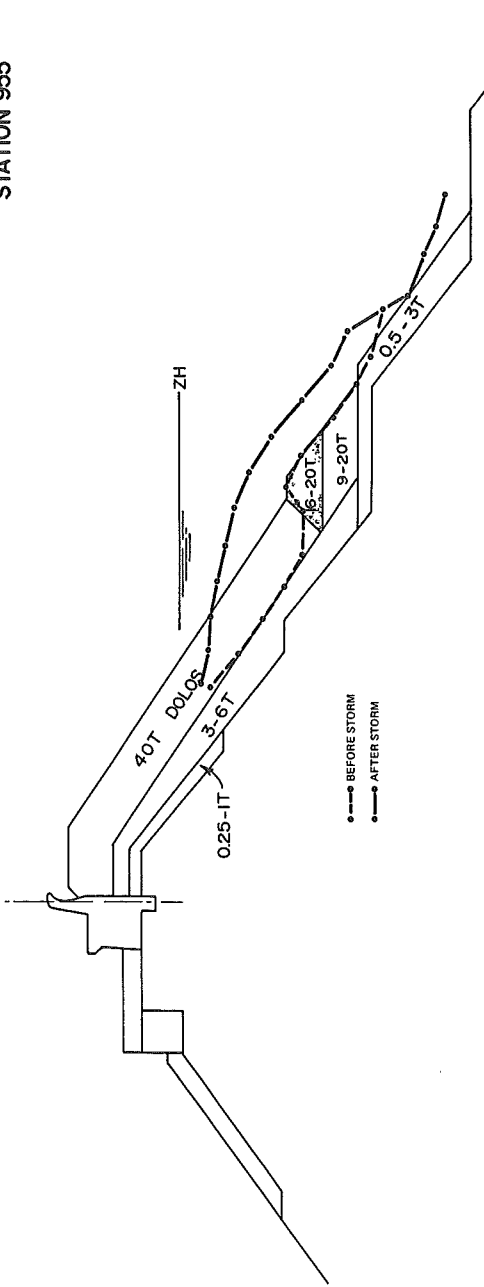 STATION 955
ZH
40T DOLOS
3-6T
0.25-1T
16-20T
9-20T
0.5-3T
BEFORE STORM
AFTER STORM